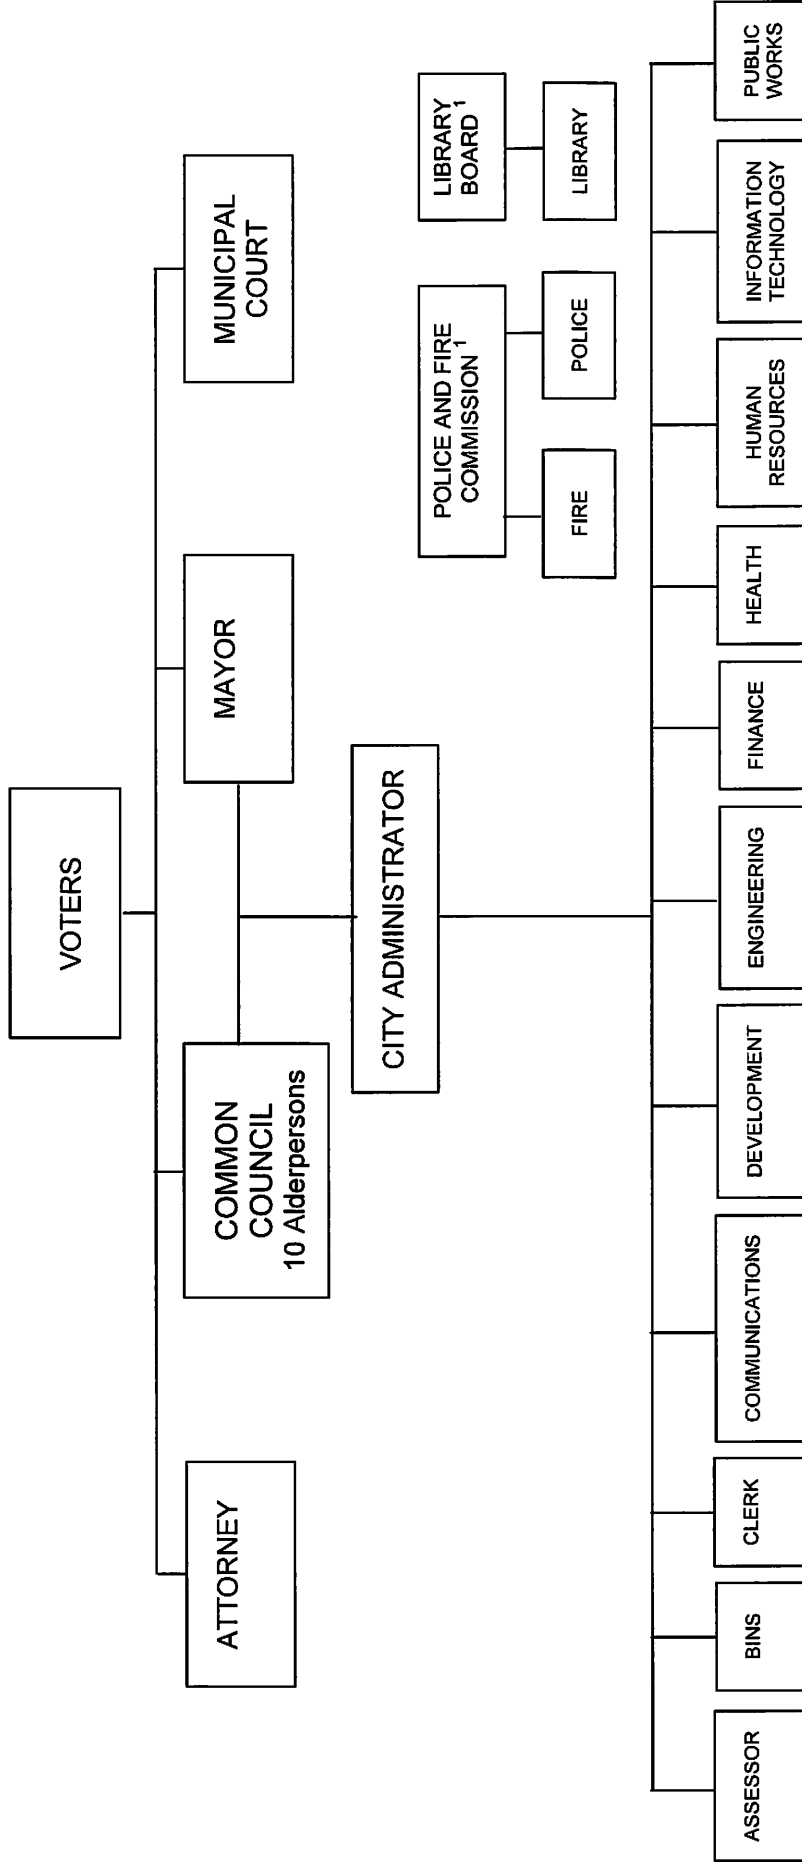 VOTERS
ATTORNEY
COMMON
COUNCIL
10 Alderpersons
MAYOR
MUNICIPAL
COURT
CITY ADMINISTRATOR
POLICE AND FIRE
COMMISSION 1
LIBRARY
BOARD 1
FIRE
POLICE
LIBRARY
ASSESSOR
BINS
CLERK
COMMUNICATIONS
DEVELOPMENT
ENGINEERING
FINANCE
HEALTH
HUMAN
RESOURCES
INFORMATION
TECHNOLOGY
PUBLIC
WORKS